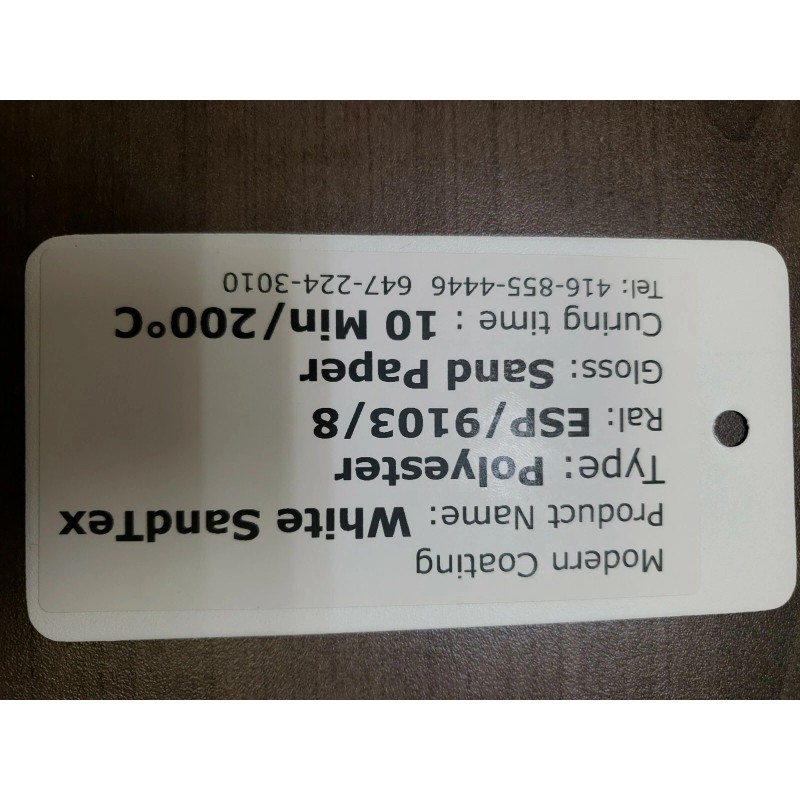 Modern Coating
Product Name: White SandTex
Type: Polyester
Ral: ESP/9103/8
Gloss: Sand Paper
Curing time : 10 Min/200°C
Tel: 416-855-4446 647-224-3010